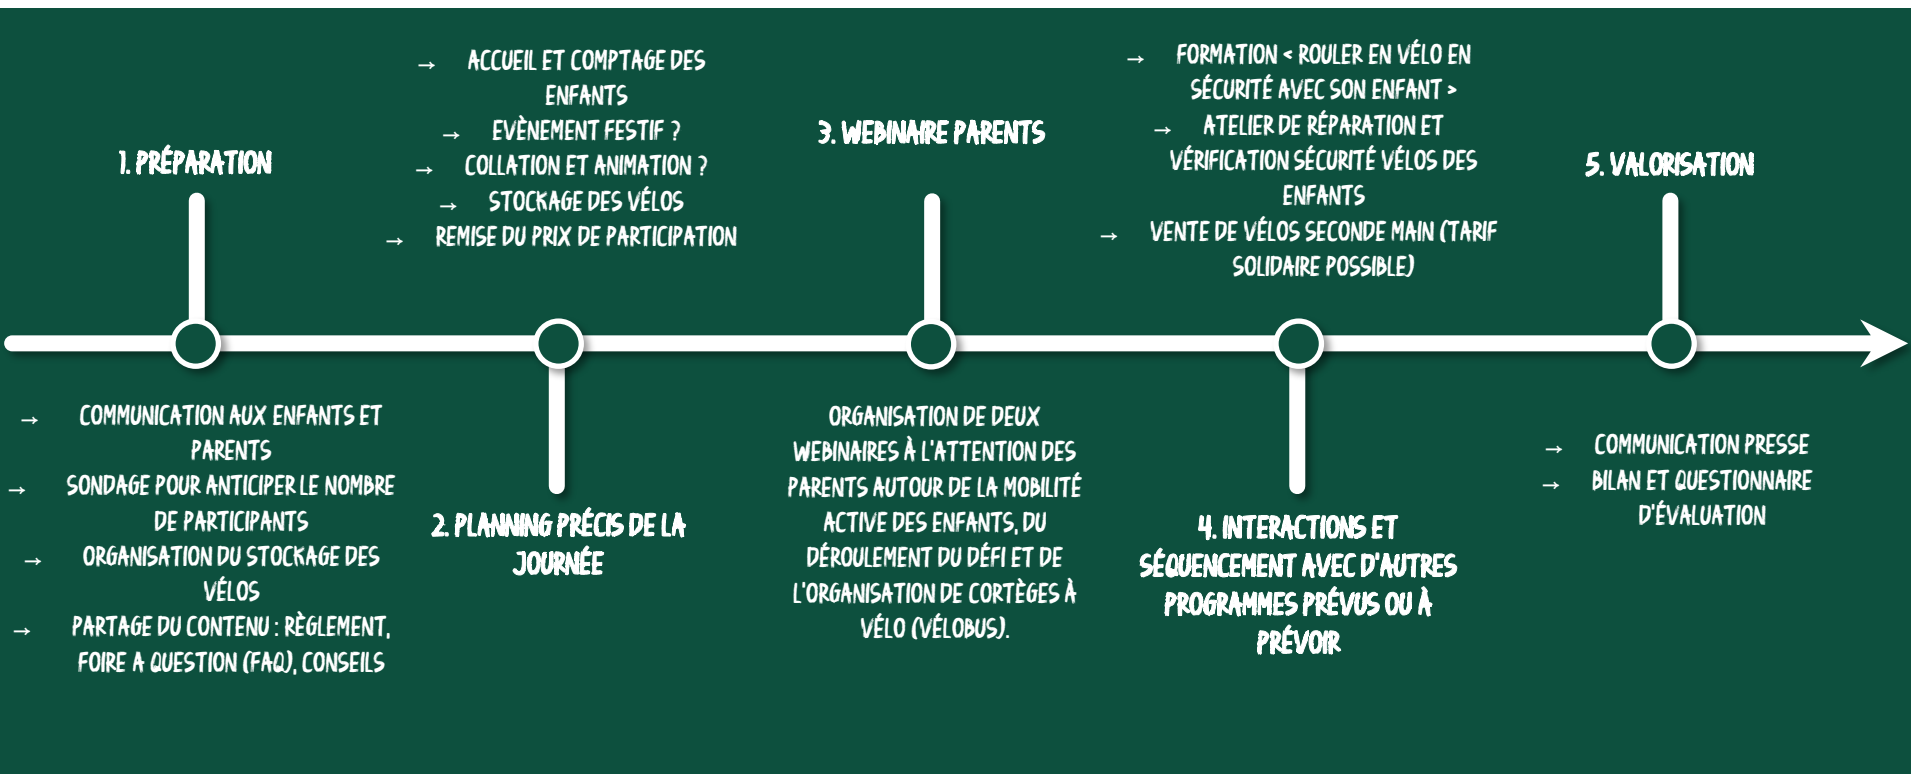 1. PRÉPARATION
→ COMMUNICATION AUX ENFANTS ET
PARENTS
→ SONDAGE POUR ANTICIPER LE NOMBRE
DE PARTICIPANTS
→ ORGANISATION DU STOCKAGE DES
VÉLOS
→ PARTAGE DU CONTENU : RÈGLEMENT,
FOIRE A QUESTION (FAQ), CONSEILS
→ ACCUEIL ET COMPTAGE DES
ENFANTS
→ EVÈNEMENT FESTIF ?
→ COLLATION ET ANIMATION ?
→ STOCKAGE DES VÉLOS
→ REMISE DU PRIX DE PARTICIPATION
2. PLANNING PRÉCIS DE LA
JOURNÉE
3. WEBINAIRE PARENTS
ORGANISATION DE DEUX
WEBINAIRES À L'ATTENTION DES
PARENTS AUTOUR DE LA MOBILITÉ
ACTIVE DES ENFANTS, DU
DÉROULEMENT DU DÉFI ET DE
L'ORGANISATION DE CORTÈGES À
VÉLO (VÉLOBUS).
→ FORMATION < ROULER EN VÉLO EN
SÉCURITÉ AVEC SON ENFANT >
→ ATELIER DE RÉPARATION ET
VÉRIFICATION SÉCURITÉ VÉLOS DES
ENFANTS
→ VENTE DE VÉLOS SECONDE MAIN (TARIF
SOLIDAIRE POSSIBLE)
4. INTERACTIONS ET
SÉQUENCEMENT AVEC D'AUTRES
PROGRAMMES PRÉVUS OU À
PRÉVOIR
5. VALORISATION
→ COMMUNICATION PRESSE
→ BILAN ET QUESTIONNAIRE
D'ÉVALUATION